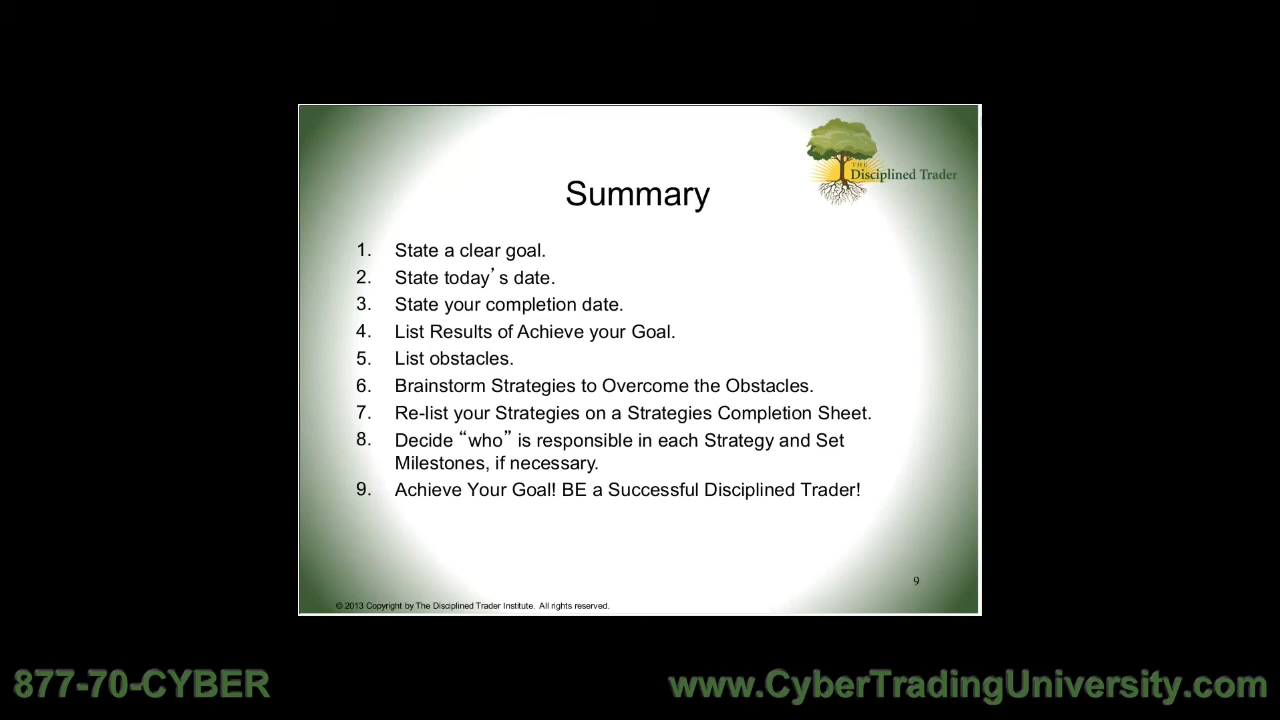 THE
Disciplined Trader
Summary
1. State a clear goal.
2. State today’s date.
3. State your completion date.
4. List Results of Achieve your Goal.
5. List obstacles.
6. Brainstorm Strategies to Overcome the Obstacles.
7. Re-list your Strategies on a Strategies Completion Sheet.
8. Decide “who” is responsible in each Strategy and Set
Milestones, if necessary.
9. Achieve Your Goal! BE a Successful Disciplined Trader!
9
© 2013 Copyright by The Disciplined Trader Institute. All rights reserved.
877-70-CYBER
www.CyberTradingUniversity.com